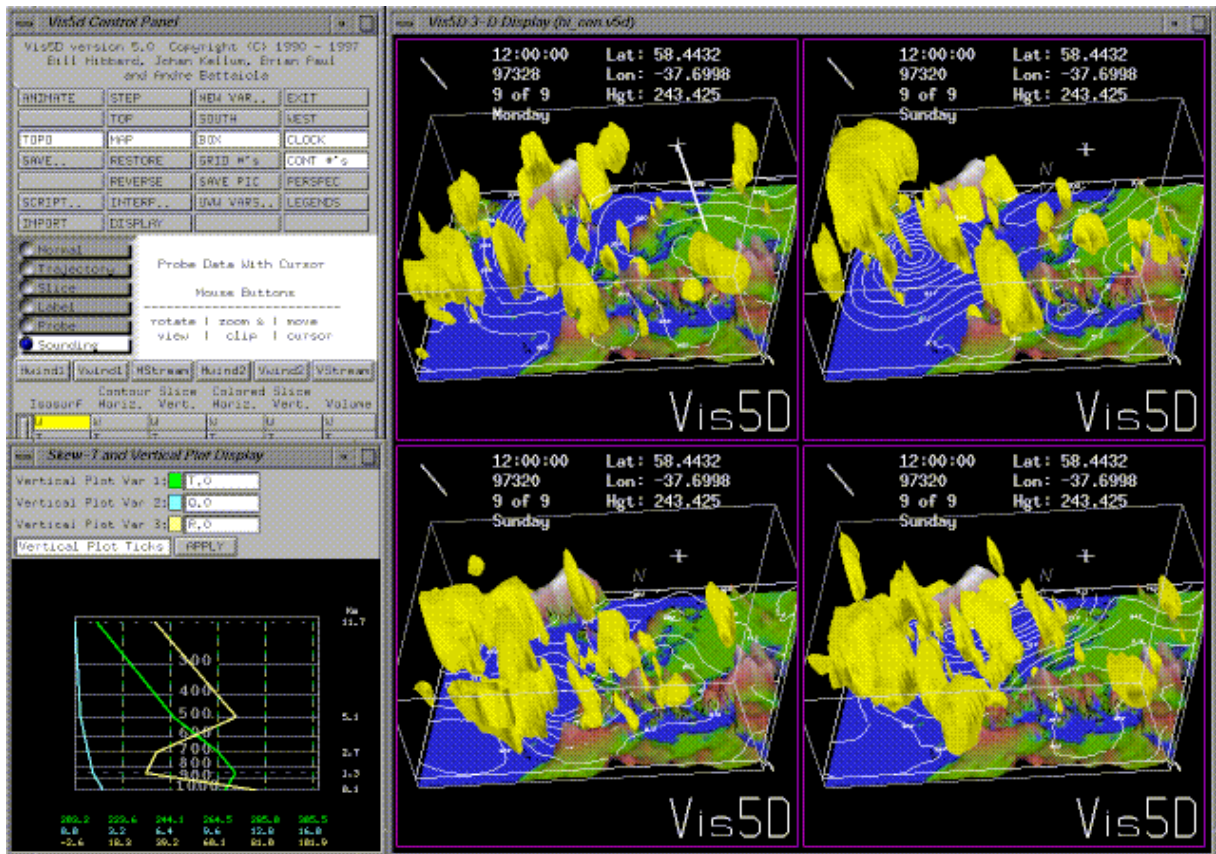 Vis5d Control Panel
Vis5D version 5.0 Copyright (C) 1990 - 1997
Bill Hibbard, Johan Kellum, Brian Paul
and Andre Battaiola
ANIMATE STEP NEW VAR.. EXIT
TOP SOUTH WEST
TOPO MAP BOX CLOCK
SAVE.. RESTORE GRID #'s CONT #'s
REVERSE SAVE PIC PERSPEC
SCRIPT.. INTERP.. UVW VARS.. LEGENDS
IMPORT DISPLAY
Normal
Trajectory
Slice
Label
Probe
Sounding
Probe Data With Cursor
Mouse Buttons
rotate | zoom & | move
view | clip | cursor
Hwind1 Vwind1 HStream Hwind2 Vwind2 VStream
Contour Slice Colored Slice
Isosurf Horiz. Vert. Horiz. Vert. Volume
W W W W W
Skew-T and Vertical Plot Display
Vertical Plot Var 1: T,0
Vertical Plot Var 2: Q,0
Vertical Plot Var 3: R,0
Vertical Plot Ticks APPLY
Km
11.7
300
400
500 5.1
700 2.7
800
900 1.3
1000 0.1
Vis5D 3-D Display (hi_con.v5d)
12:00:00 Lat: 58.4432
97328 Lon: -37.6998
9 of 9 Hgt: 243.425
Monday
N
Vis5D
12:00:00 Lat: 58.4432
97320 Lon: -37.6998
9 of 9 Hgt: 243.425
Sunday
Vis5D
12:00:00 Lat: 58.4432
97320 Lon: -37.6998
9 of 9 Hgt: 243.425
Sunday
N
Vis5D
12:00:00 Lat: 58.4432
97320 Lon: -37.6998
9 of 9 Hgt: 243.425
Sunday
N
Vis5D